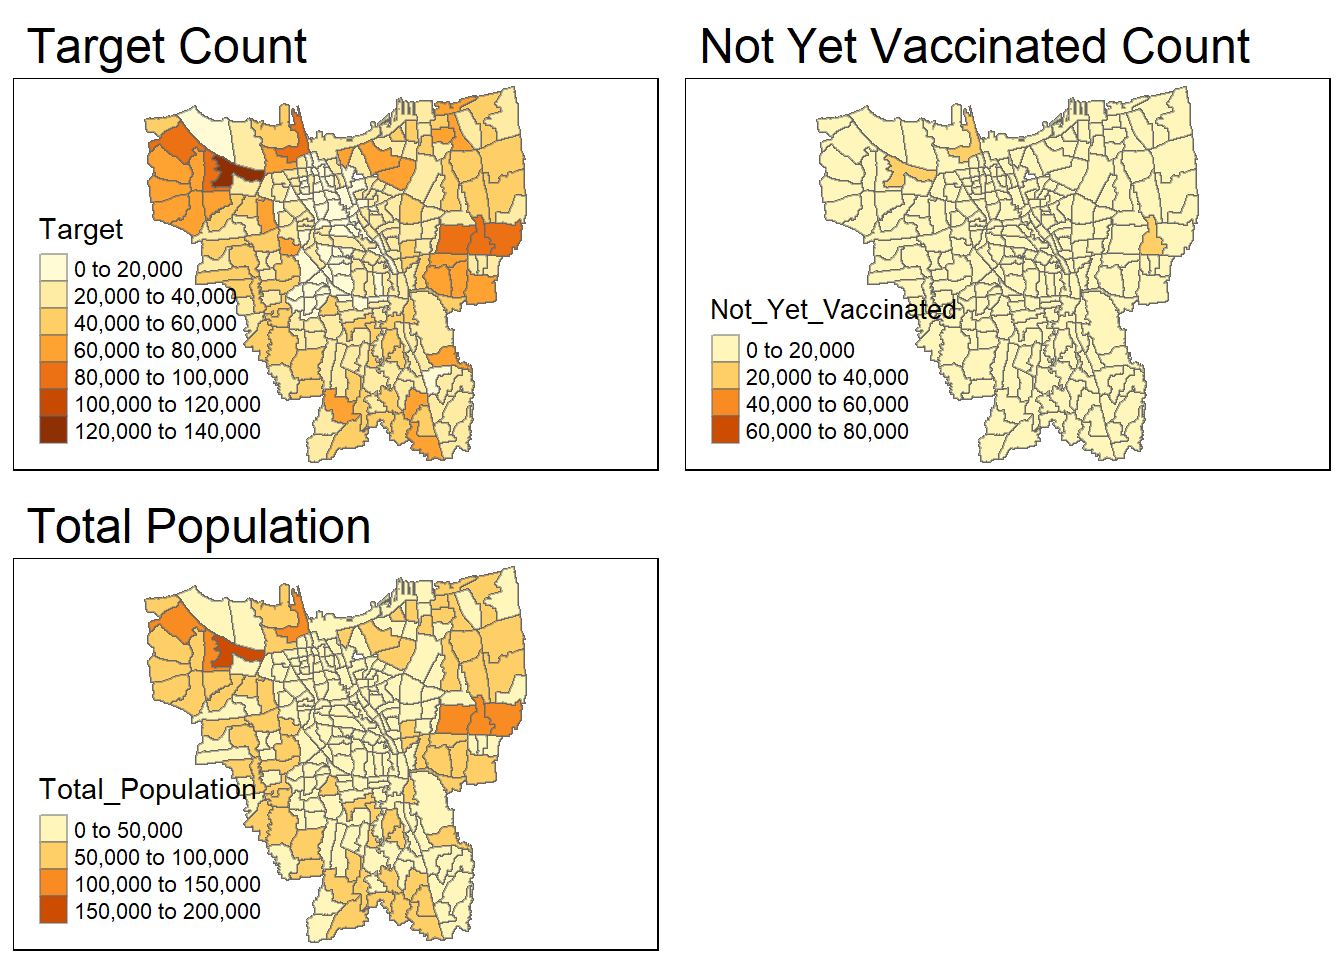 Target Count
Target
0 to 20,000
20,000 to 40,000
40,000 to 60,000
60,000 to 80,000
80,000 to 100,000
100,000 to 120,000
120,000 to 140,000
Not Yet Vaccinated Count
Not_Yet_Vaccinated
0 to 20,000
20,000 to 40,000
40,000 to 60,000
60,000 to 80,000
Total Population
Total_Population
0 to 50,000
50,000 to 100,000
100,000 to 150,000
150,000 to 200,000